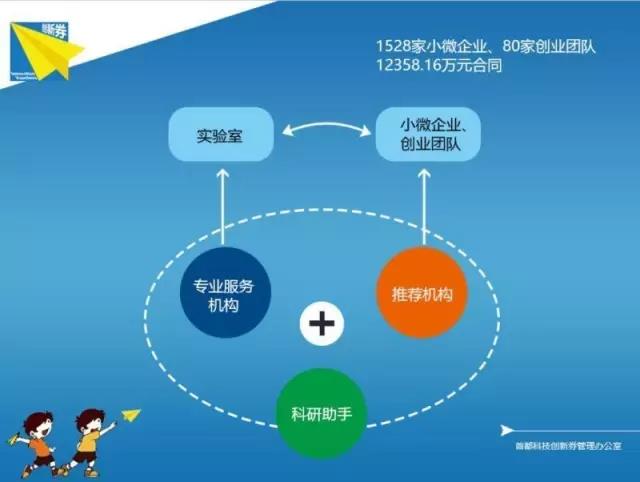 创新券
1528家小微企业、80家创业团队
12358.16万元合同
实验室
小微企业、
创业团队
专业服务
机构
推荐机构
科研助手
首都科技创新券管理办公室